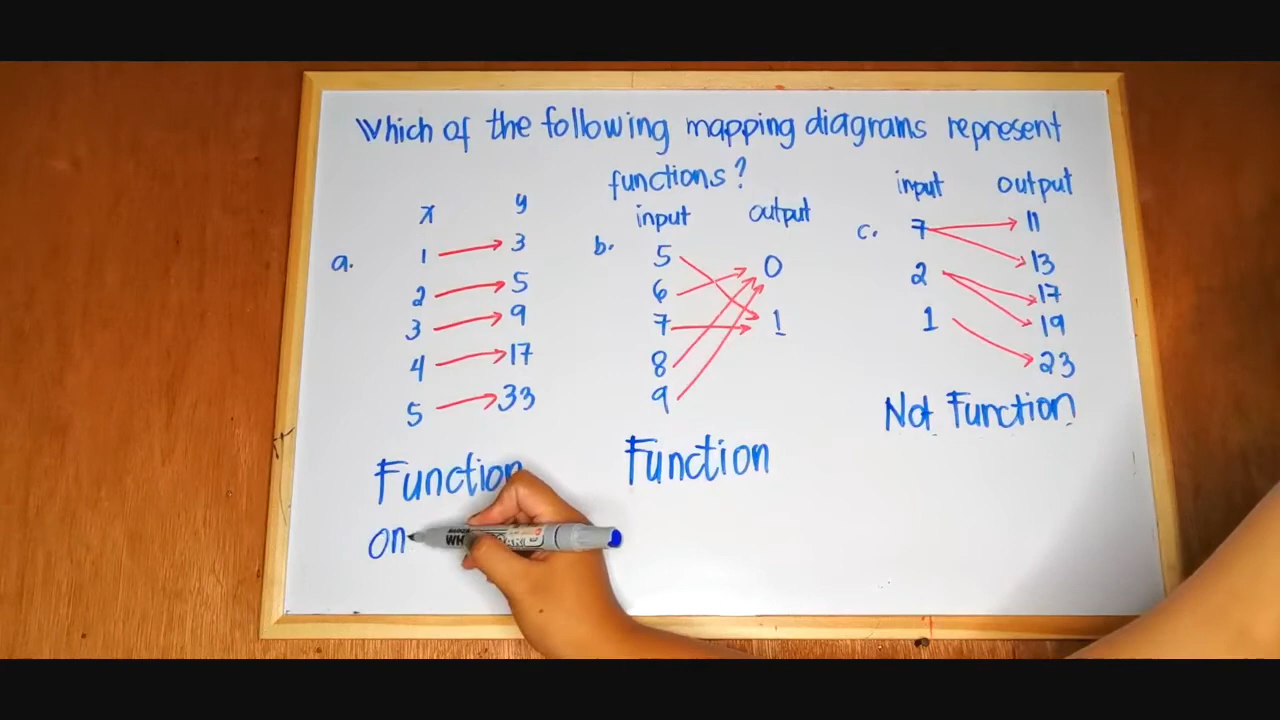 Which of the following mapping diagrams represent
functions?
a.
x y
1 3
2 5
3 9
4 17
5 33
Function
on
b.
input output
5 0
6 1
7
8
9
Function
c.
input output
7 11
2 13
1 17
19
23
Not Function